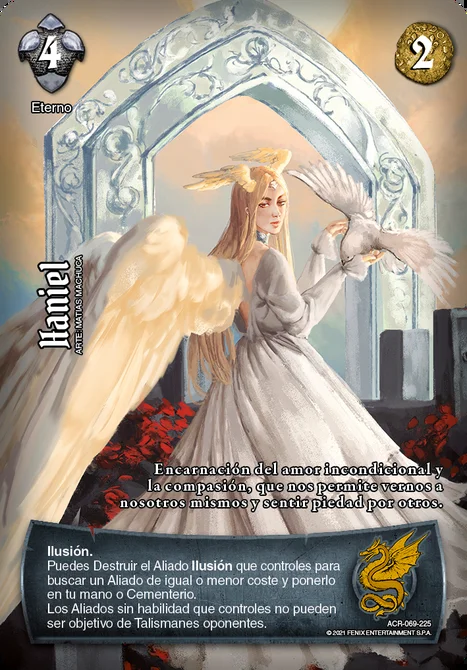 4
2
Eterno
Haniel
ARTE: MATIAS MACHUCA
Encarnación del amor incondicional y
la compasión, que nos permite vernos a
nosotros mismos y sentir piedad por otros.
Ilusión.
Puedes Destruir el Aliado Ilusión que controles para
buscar un Aliado de igual o menor coste y ponerlo
en tu mano o Cementerio.
Los Aliados sin habilidad que controles no pueden
ser objetivo de Talismanes oponentes.
ACR-069-225
© 2021 FENIX ENTERTAINMENT S.P.A.